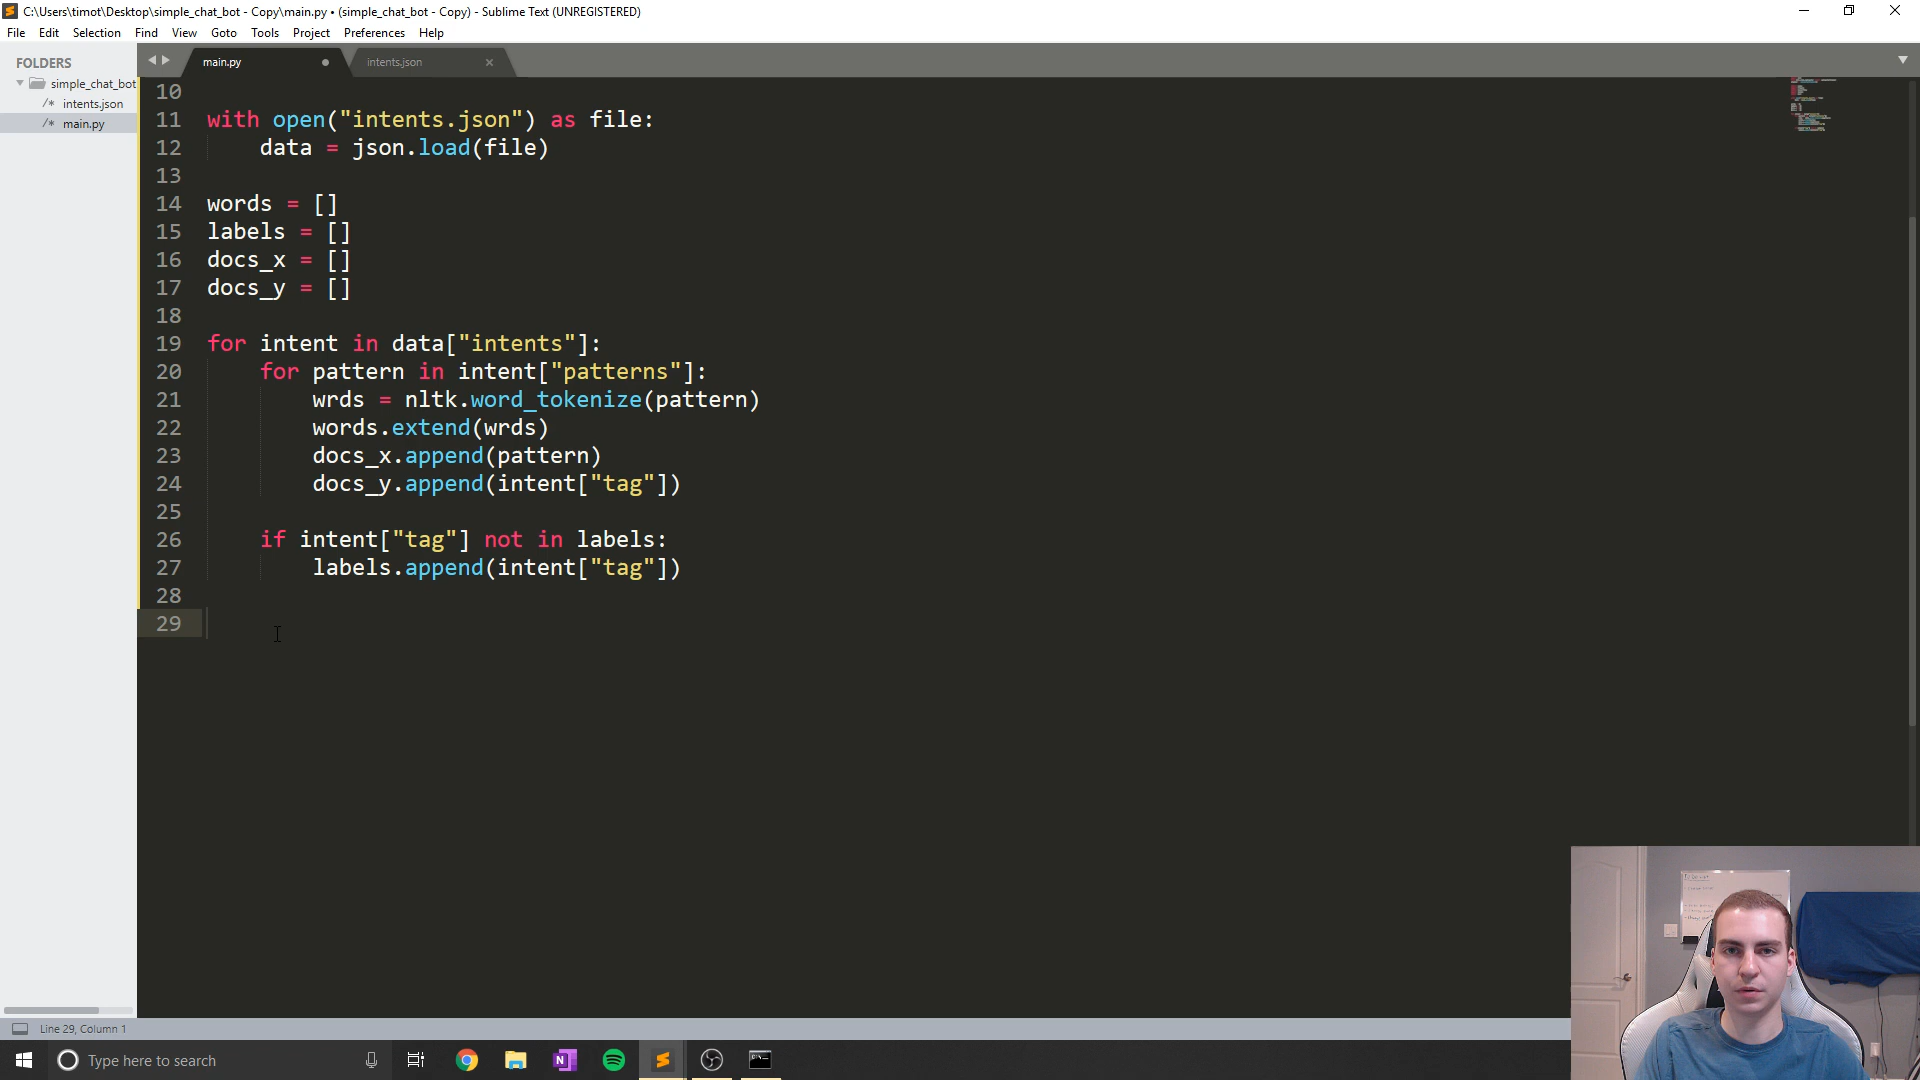 C:\Users\timot\Desktop\simple_chat_bot - Copy\main.py • (simple_chat_bot - Copy) - Sublime Text (UNREGISTERED)
File Edit Selection Find View Goto Tools Project Preferences Help
FOLDERS
simple_chat_bot
/* intents.json
/* main.py
main.py
intents.json
10
11 with open("intents.json") as file:
12 data = json.load(file)
13
14 words = []
15 labels = []
16 docs_x = []
17 docs_y = []
18
19 for intent in data["intents"]:
20 for pattern in intent["patterns"]:
21 wrds = nltk.word_tokenize(pattern)
22 words.extend(wrds)
23 docs_x.append(pattern)
24 docs_y.append(intent["tag"])
25
26 if intent["tag"] not in labels:
27 labels.append(intent["tag"])
28
29
Line 29, Column 1
Type here to search